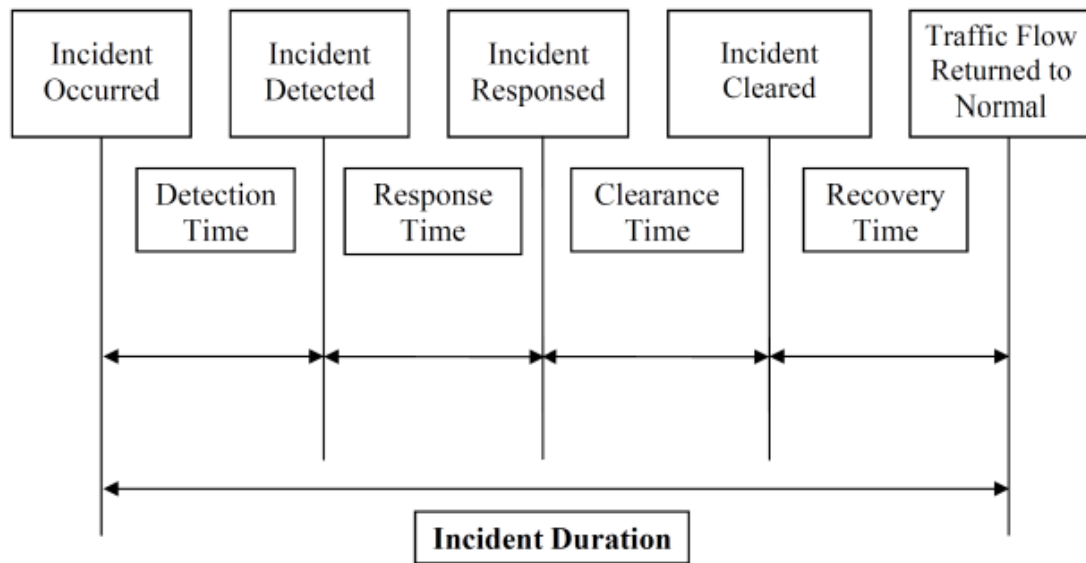 Incident
Occurred
Incident
Detected
Incident
Responsed
Incident
Cleared
Traffic Flow
Returned to
Normal
Detection
Time
Response
Time
Clearance
Time
Recovery
Time
Incident Duration